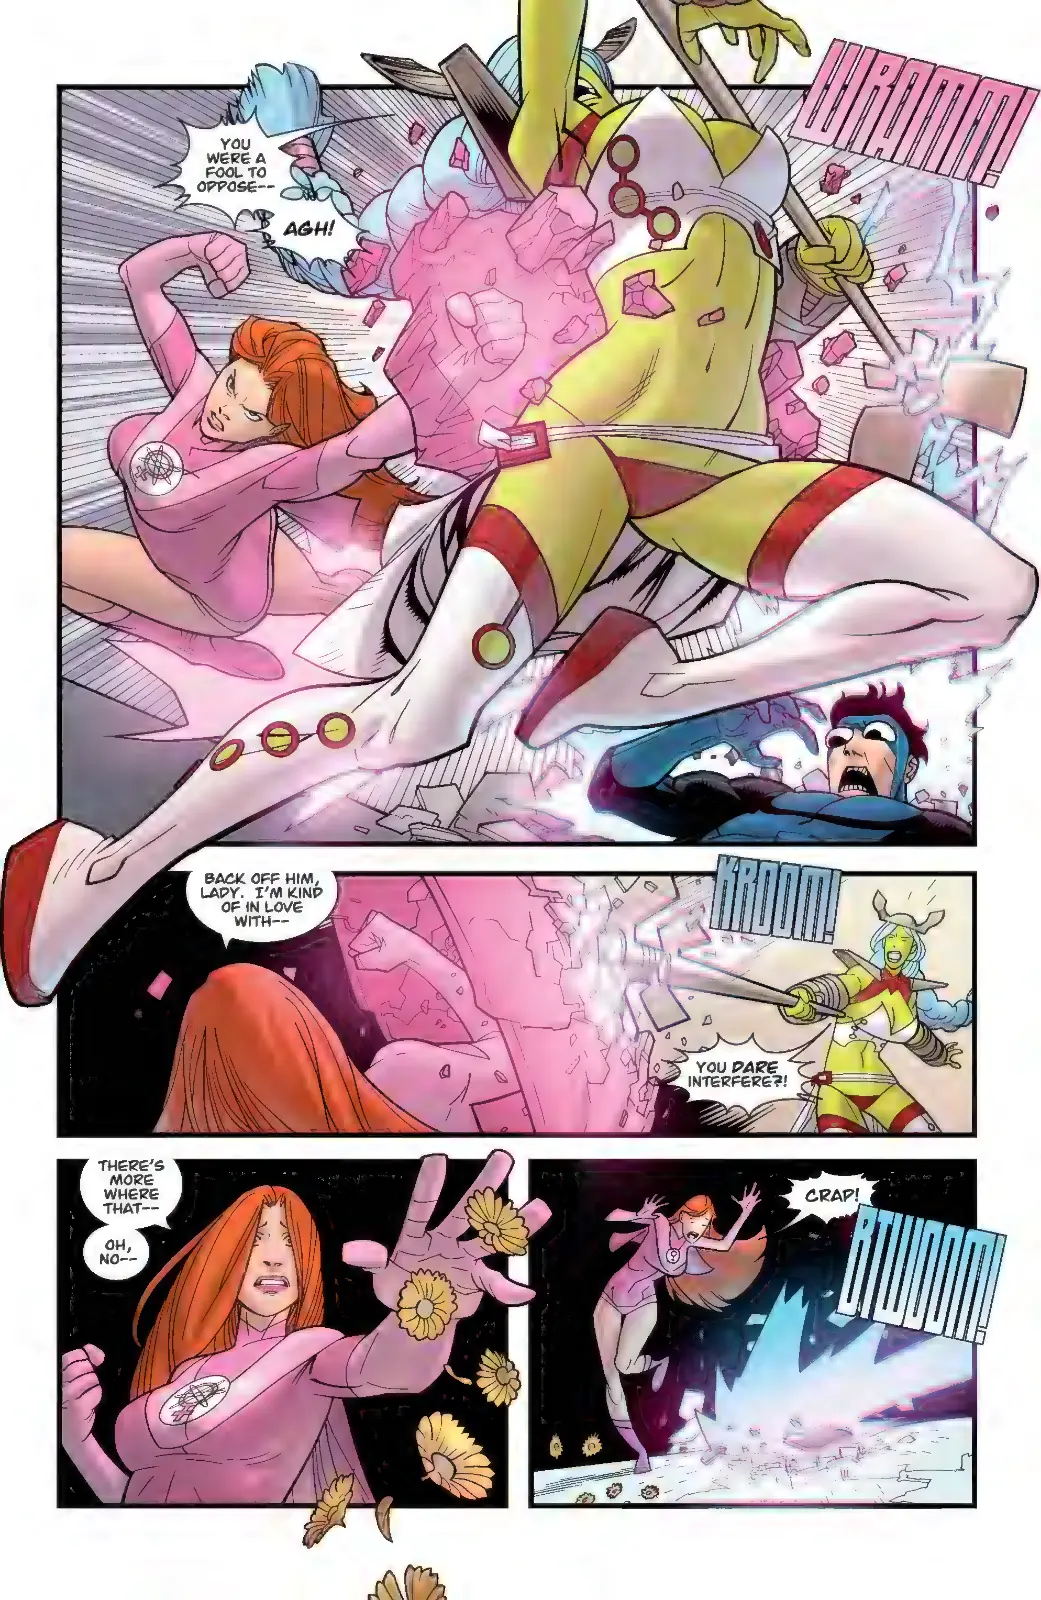 WRAMM!
YOU
WERE A
FOOL TO
OPPOSE--
AGH!
BACK OFF HIM,
LADY. I'M KIND
OF IN LOVE
WITH--
KROOM!
YOU DARE
INTERFERE?!
THERE'S
MORE
WHERE
THAT--
OH,
NO--
CRAP!
BTWOOM!